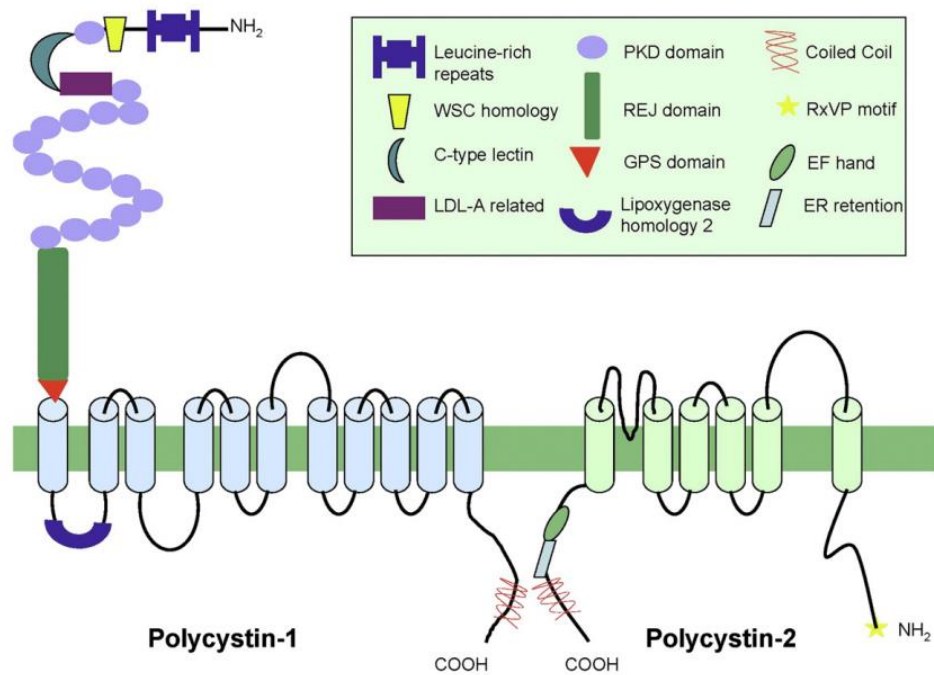 NH2
Leucine-rich
repeats
WSC homology
C-type lectin
LDL-A related
PKD domain
REJ domain
GPS domain
Lipoxygenase
homology 2
Coiled Coil
RxVP motif
EF hand
ER retention
Polycystin-1
Polycystin-2
NH2
COOH
COOH